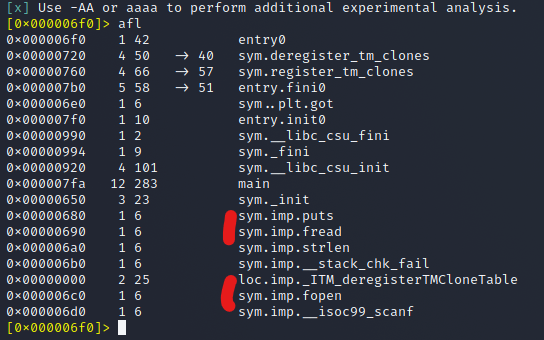 [x] Use -AA or aaaa to perform additional experimental analysis.
[0×000006f0]> afl
0×000006f0 1 42 entry0
0×00000720 4 50 → 40 sym.deregister_tm_clones
0×00000760 4 66 → 57 sym.register_tm_clones
0×000007b0 5 58 → 51 entry.fini0
0×000006e0 1 6 sym..plt.got
0×000007f0 1 10 entry.init0
0×00000990 1 2 sym.__libc_csu_fini
0×00000994 1 9 sym._fini
0×00000920 4 101 sym.__libc_csu_init
0×000007fa 12 283 main
0×00000650 3 23 sym._init
0×00000680 1 6 sym.imp.puts
0×00000690 1 6 sym.imp.fread
0×000006a0 1 6 sym.imp.strlen
0×000006b0 1 6 sym.imp.__stack_chk_fail
0×00000000 2 25 loc.imp._ITM_deregisterTMCloneTable
0×000006c0 1 6 sym.imp.fopen
0×000006d0 1 6 sym.imp.__isoc99_scanf
[0×000006f0]>